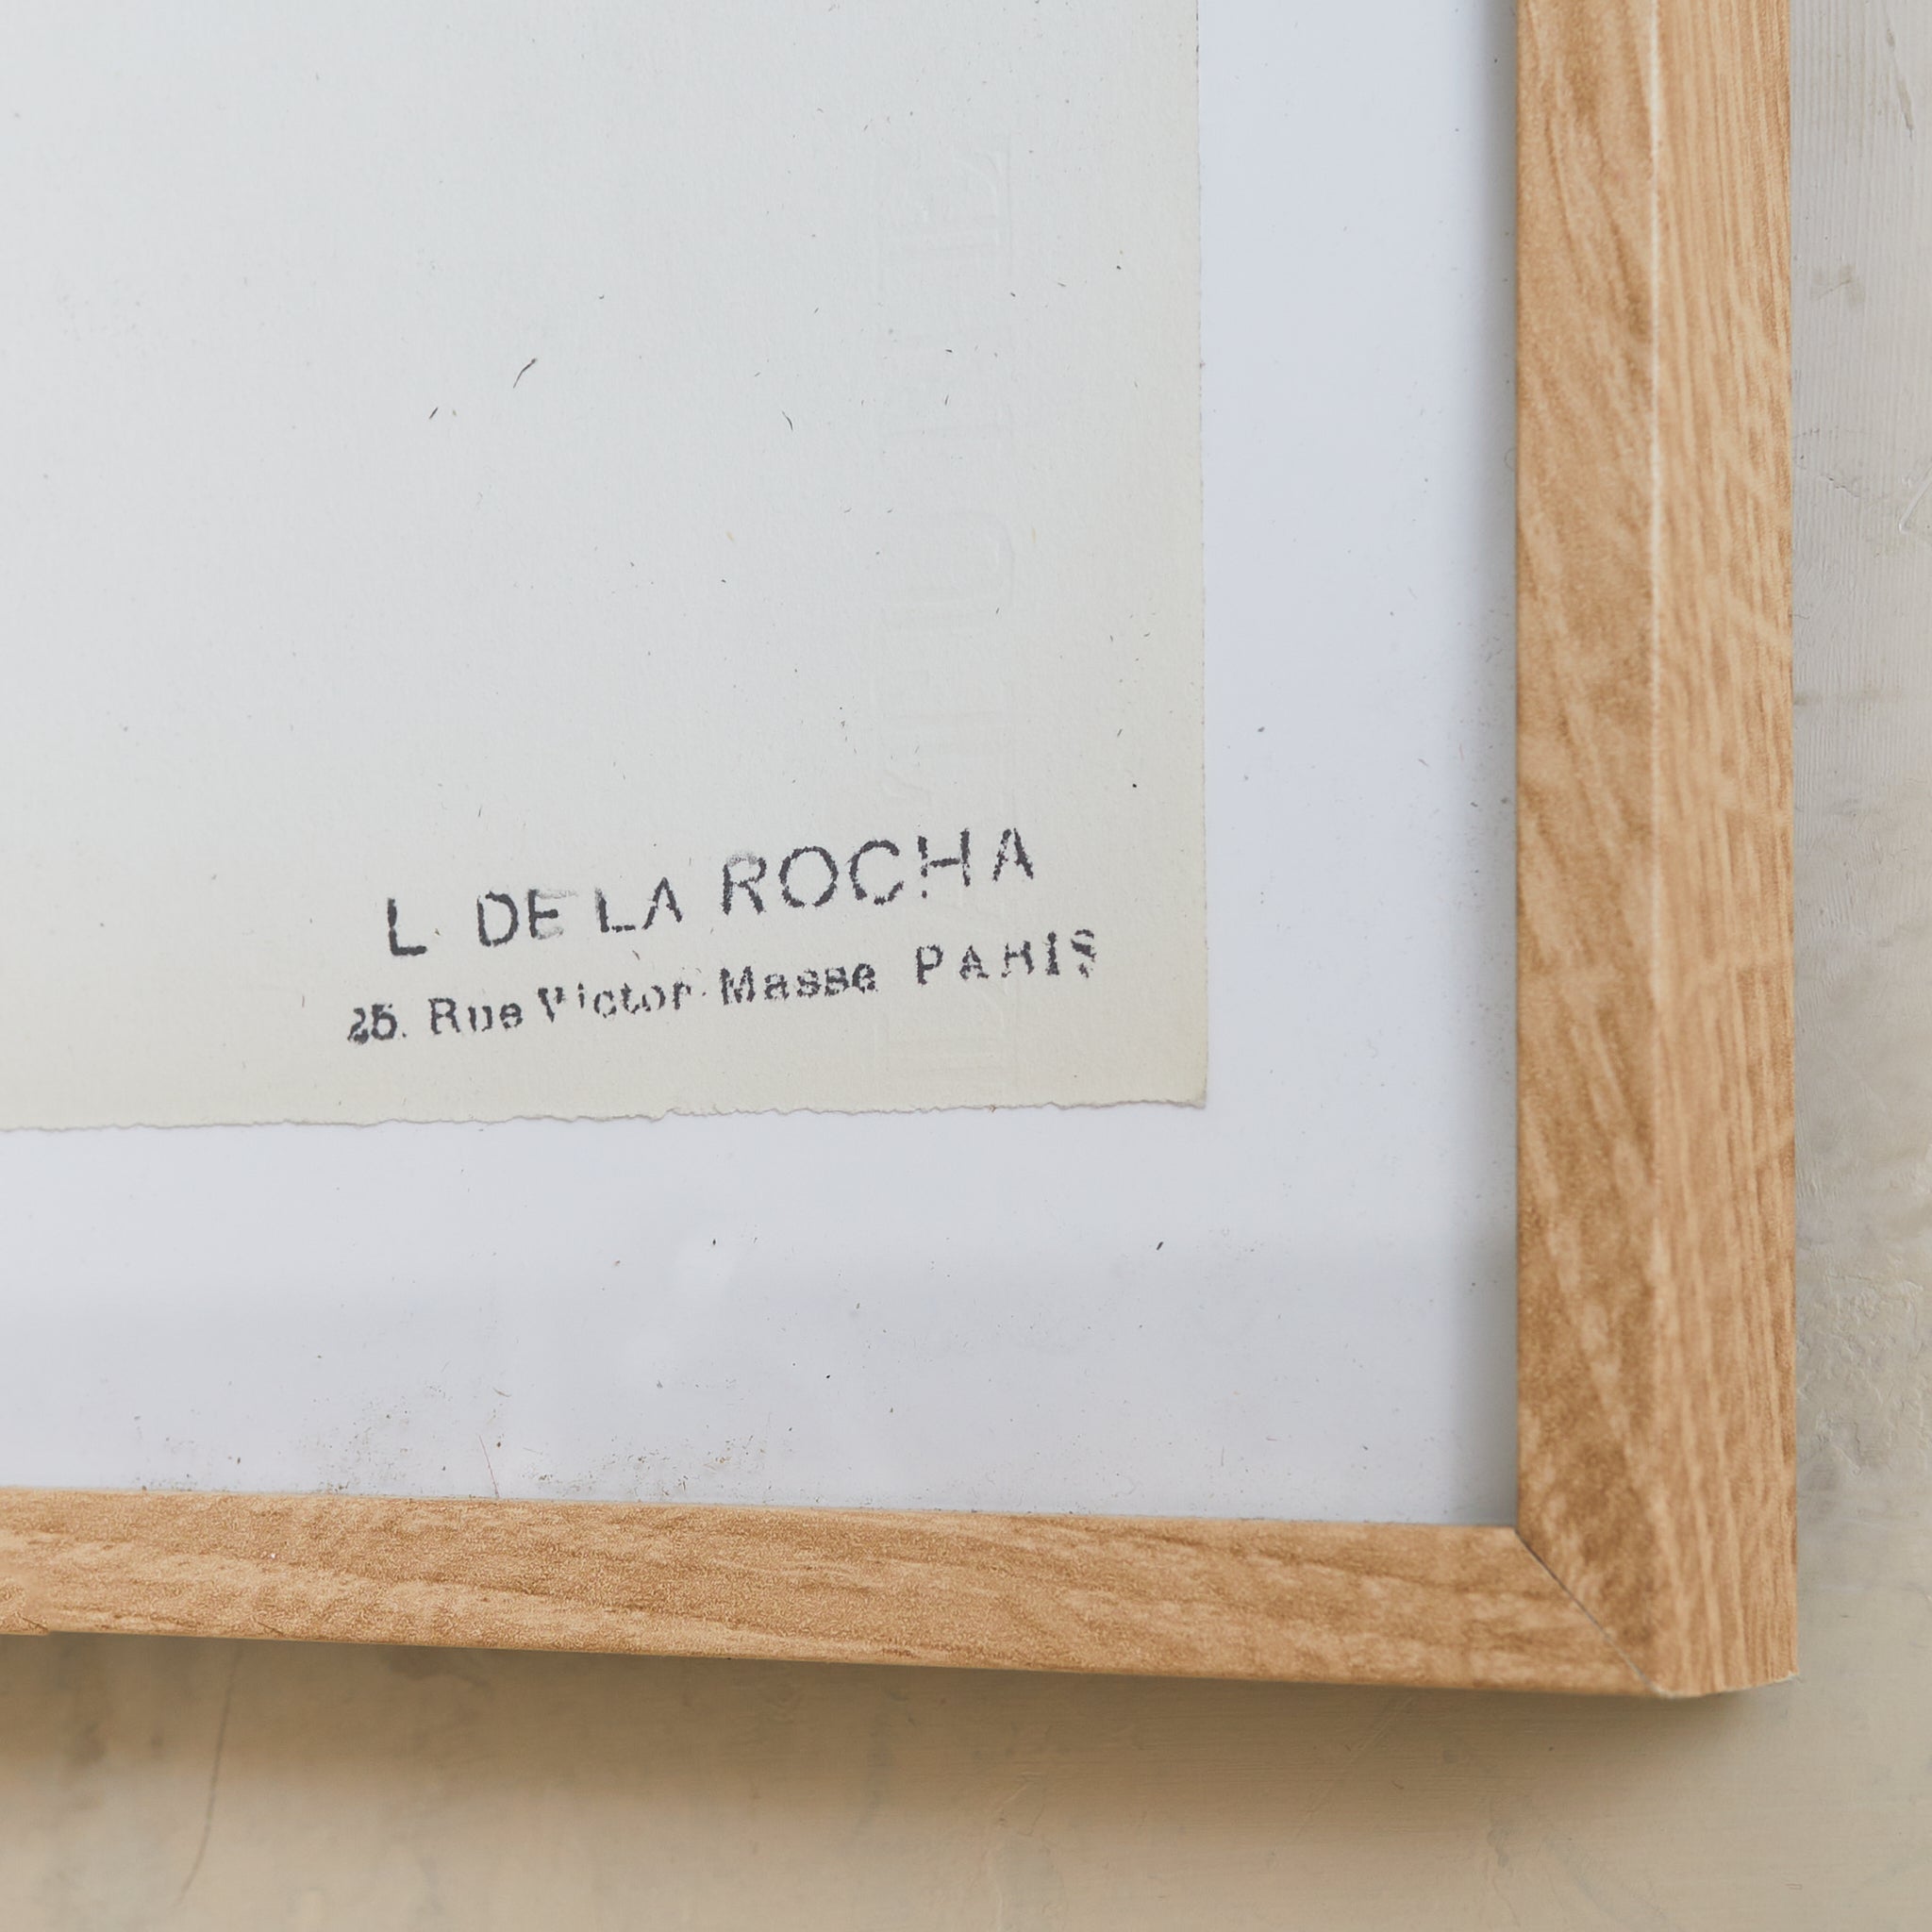 L. DE LA ROCHA
25. Rue Victor Masse PARIS